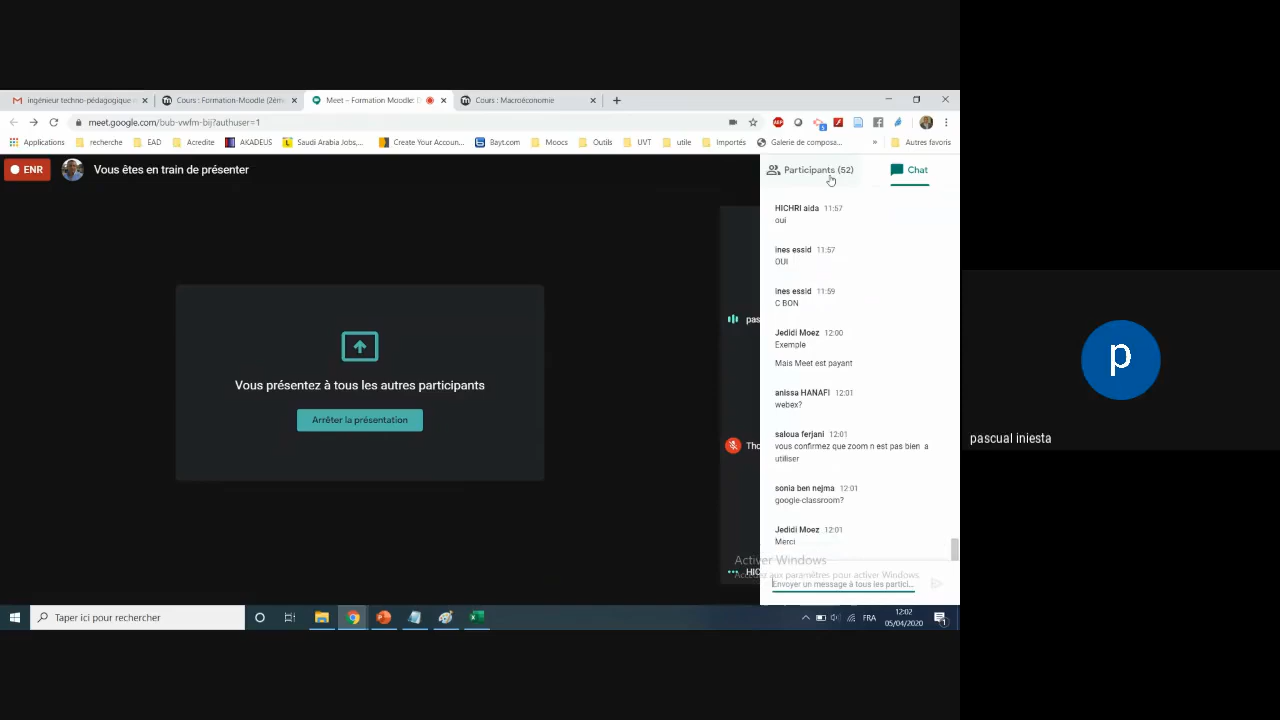 ingénieur techno-pédagogique
Cours : Formation-Moodle (2èm
Meet – Formation Moodle:
Cours : Macroéconomie
meet.google.com/bub-vwfm-bij?authuser=1
Applications
recherche
EAD
Acredite
AKADEUS
Saudi Arabia Jobs,...
Create Your Accoun...
Bayt.com
Moocs
Outils
UVT
utile
Importés
Galerie de composa...
»
Autres favoris
ENR
Vous êtes en train de présenter
Participants (52)
Chat
HICHRI aida 11:57
oui
ines essid 11:57
OUI
ines essid 11:59
C BON
Jedidi Moez 12:00
Exemple
Mais Meet est payant
anissa HANAFI 12:01
webex?
saloua ferjani 12:01
vous confirmez que zoom n est pas bien a
utiliser
sonia ben nejma 12:01
google-classroom?
Jedidi Moez 12:01
Merci
Vous présentez à tous les autres participants
Arrêter la présentation
pas
Tho
HIC
Activer Windows
Accédez aux paramètres pour activer Windows.
Envoyer un message à tous les partici...
Taper ici pour rechercher
FRA
12:02
05/04/2020
p
pascual iniesta